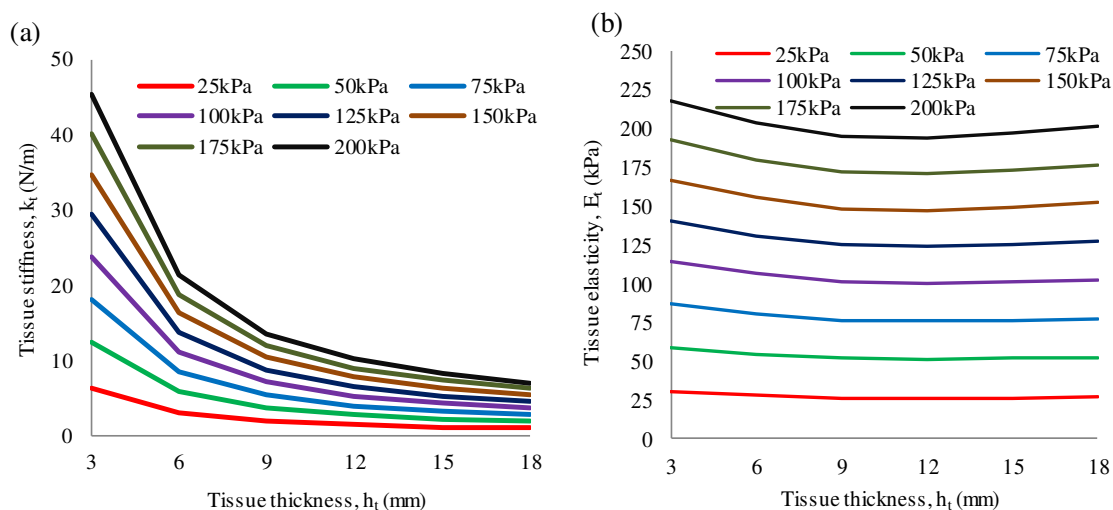 (a)
50
40
30
20
10
0
Tissue stiffness, kt (N/m)
25kPa 50kPa 75kPa
100kPa 125kPa 150kPa
175kPa 200kPa
3 6 9 12 15 18
Tissue thickness, ht (mm)
(b)
250
225
200
175
150
125
100
75
50
25
0
Tissue elasticity, Et (kPa)
25kPa 50kPa 75kPa
100kPa 125kPa 150kPa
175kPa 200kPa
3 6 9 12 15 18
Tissue thickness, ht (mm)